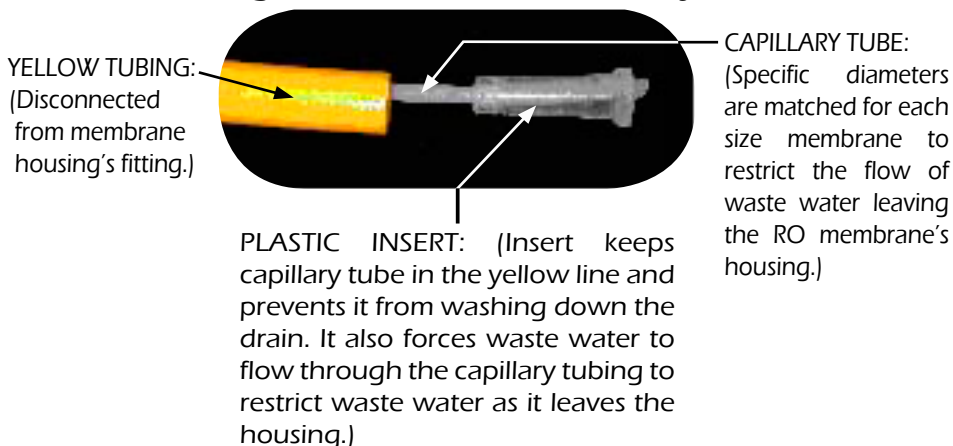 YELLOW TUBING:
(Disconnected
from membrane
housing's fitting.)
CAPILLARY TUBE:
(Specific diameters
are matched for each
size membrane to
restrict the flow of
waste water leaving
the RO membrane's
housing.)
PLASTIC INSERT: (Insert keeps
capillary tube in the yellow line and
prevents it from washing down the
drain. It also forces waste water to
flow through the capillary tubing to
restrict waste water as it leaves the
housing.)